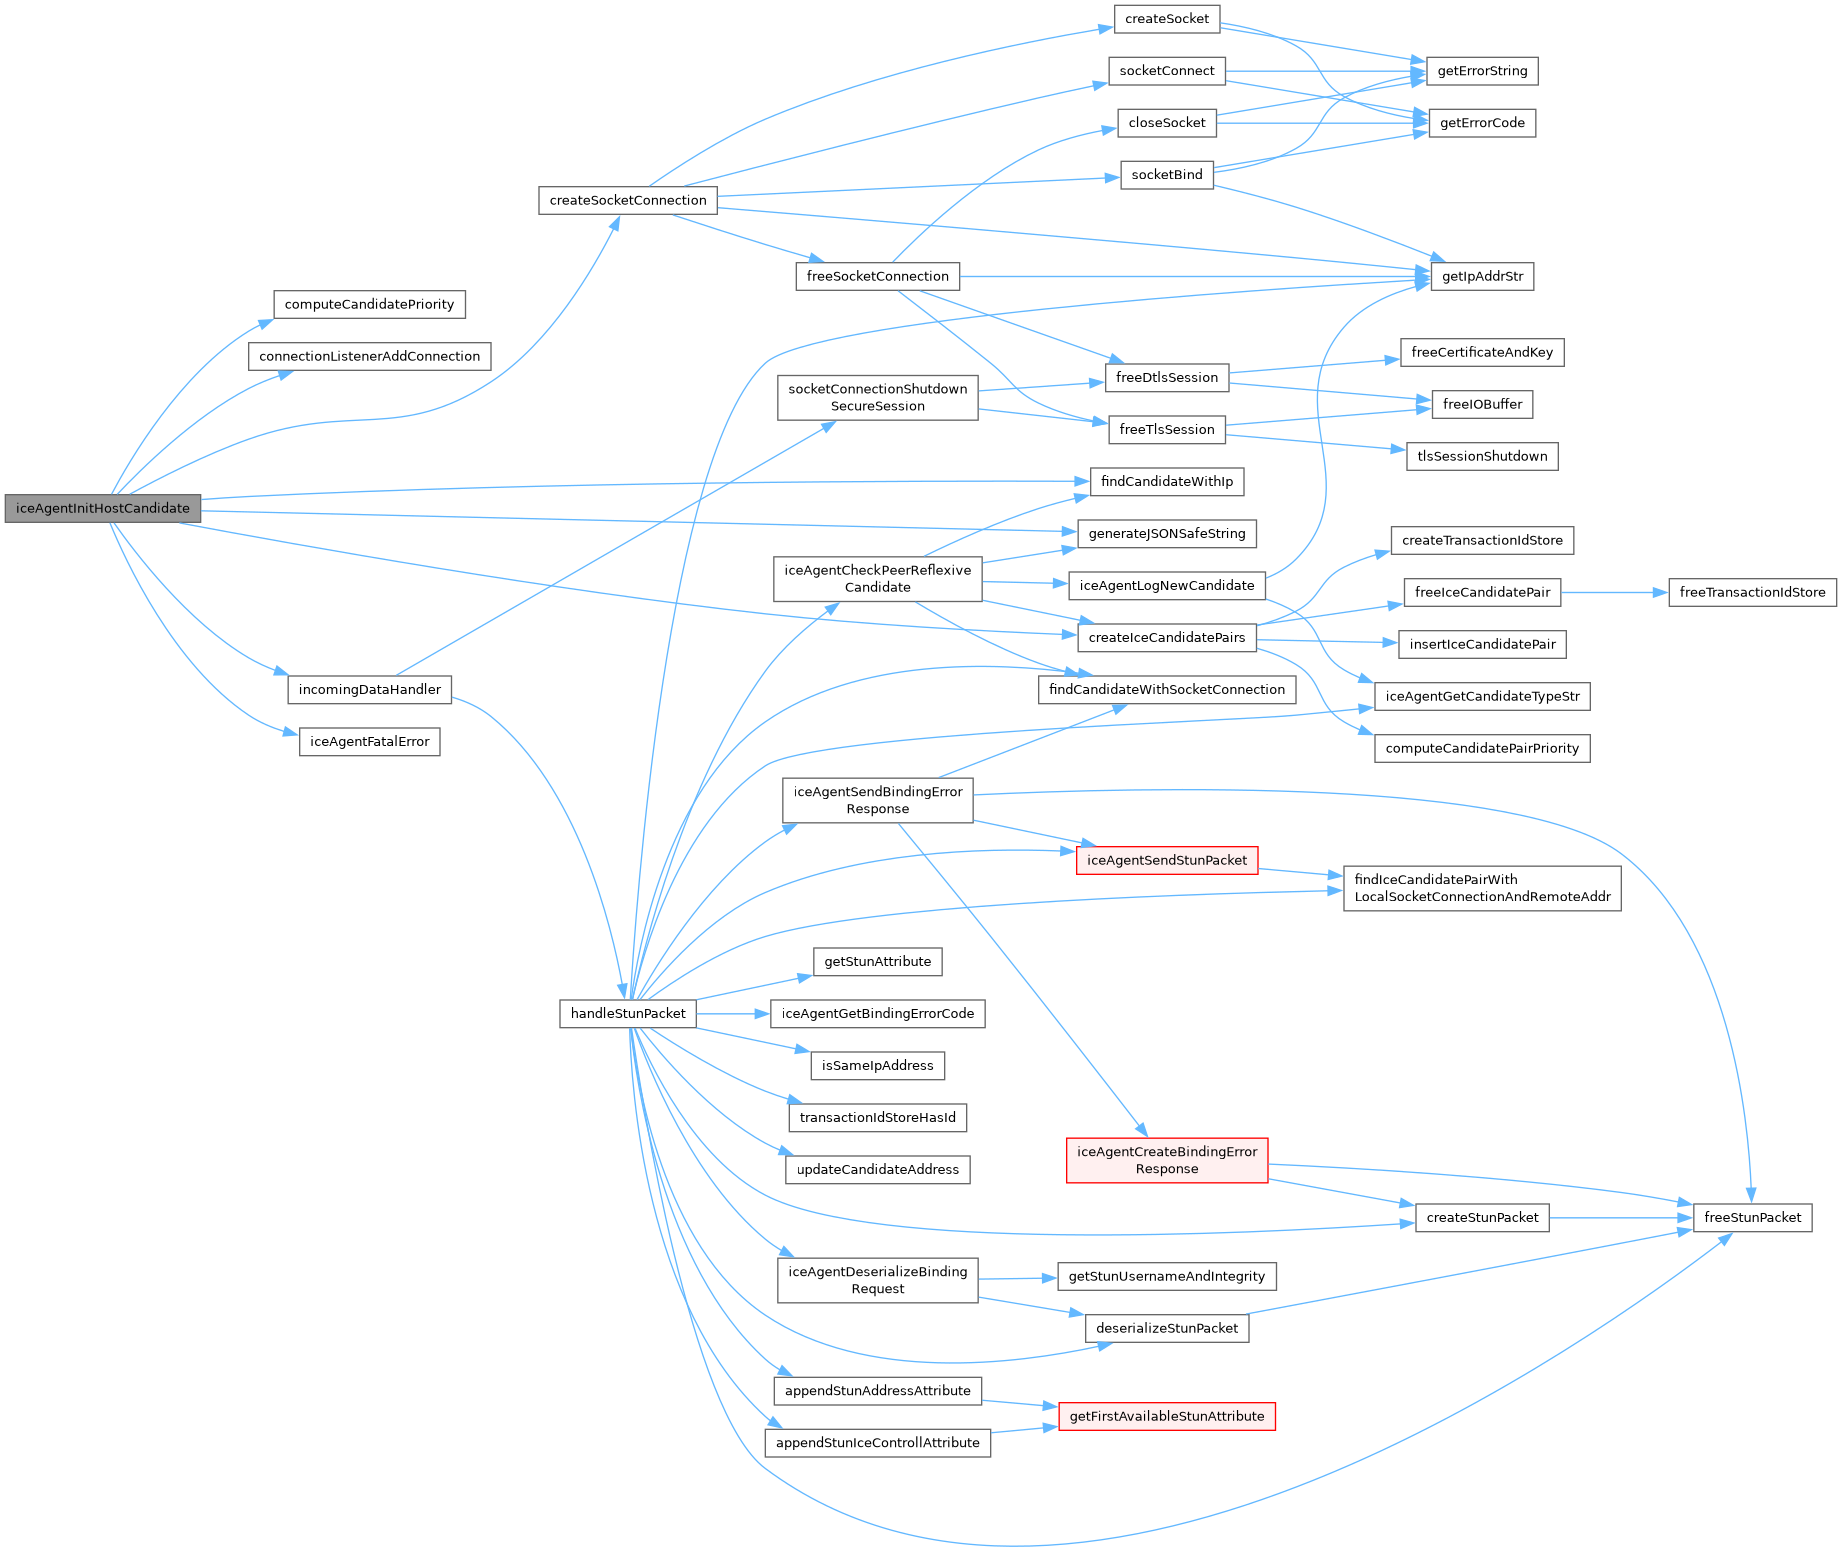 iceAgentInitHostCandidate
computeCandidatePriority
connectionListenerAddConnection
createSocketConnection
incomingDataHandler
iceAgentFatalError
createSocket
socketConnect
closeSocket
socketBind
getErrorString
getErrorCode
freeSocketConnection
getIpAddrStr
socketConnectionShutdown
SecureSession
freeDtlsSession
freeTlsSession
freeCertificateAndKey
freeIOBuffer
tlsSessionShutdown
findCandidateWithIp
generateJSONSafeString
iceAgentCheckPeerReflexive
Candidate
iceAgentLogNewCandidate
createIceCandidatePairs
findCandidateWithSocketConnection
createTransactionIdStore
freeIceCandidatePair
freeTransactionIdStore
insertIceCandidatePair
iceAgentGetCandidateTypeStr
computeCandidatePairPriority
iceAgentSendBindingError
Response
iceAgentSendStunPacket
findIceCandidatePairWith
LocalSocketConnectionAndRemoteAddr
handleStunPacket
getStunAttribute
iceAgentGetBindingErrorCode
isSameIpAddress
transactionIdStoreHasId
updateCandidateAddress
iceAgentCreateBindingError
Response
createStunPacket
freeStunPacket
iceAgentDeserializeBinding
Request
getStunUsernameAndIntegrity
deserializeStunPacket
appendStunAddressAttribute
getFirstAvailableStunAttribute
appendStunIceControllAttribute